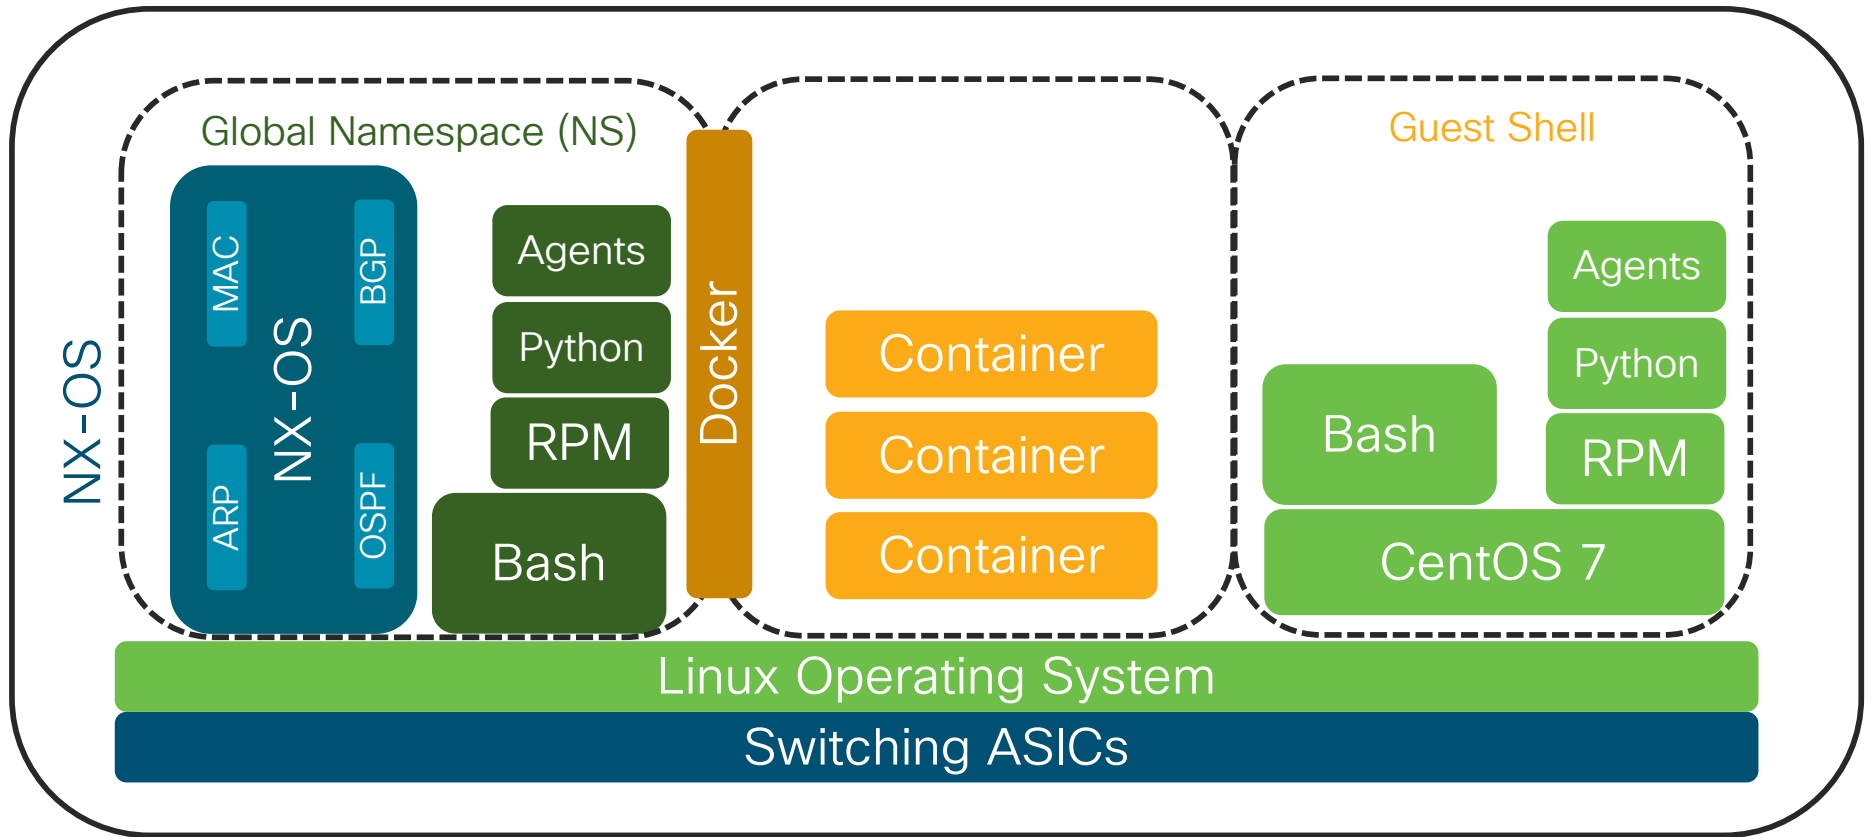 NX-OS
Global Namespace (NS)
MAC
BGP
NX-OS
ARP
OSPF
Agents
Python
RPM
Bash
Docker
Container
Container
Container
Guest Shell
Agents
Python
Bash
RPM
CentOS 7
Linux Operating System
Switching ASICs